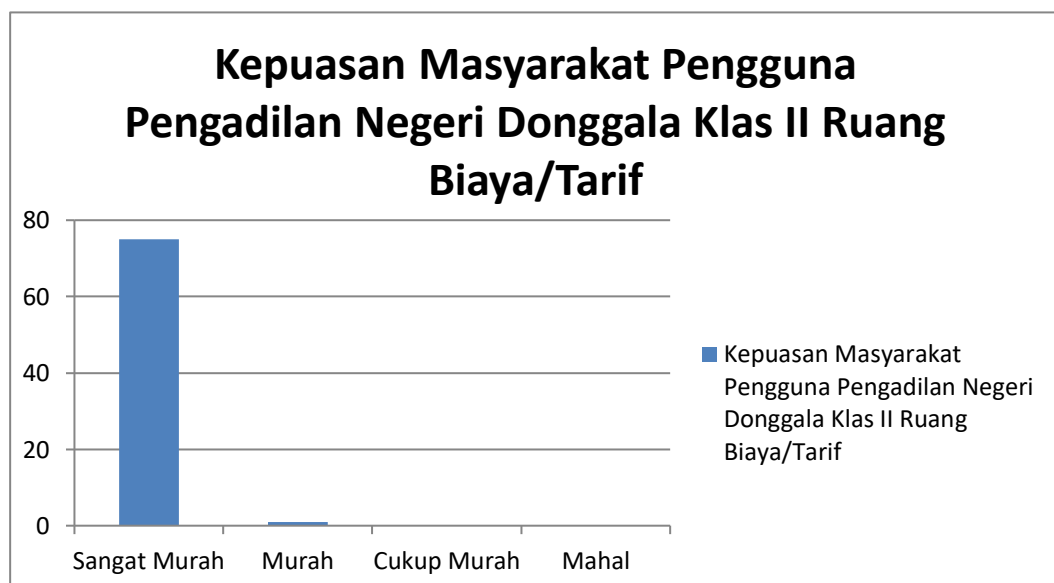 Kepuasan Masyarakat Pengguna
Pengadilan Negeri Donggala Klas II Ruang
Biaya/Tarif
80
60
40
20
0
Sangat Murah Murah Cukup Murah Mahal
Kepuasan Masyarakat
Pengguna Pengadilan Negeri
Donggala Klas II Ruang
Biaya/Tarif